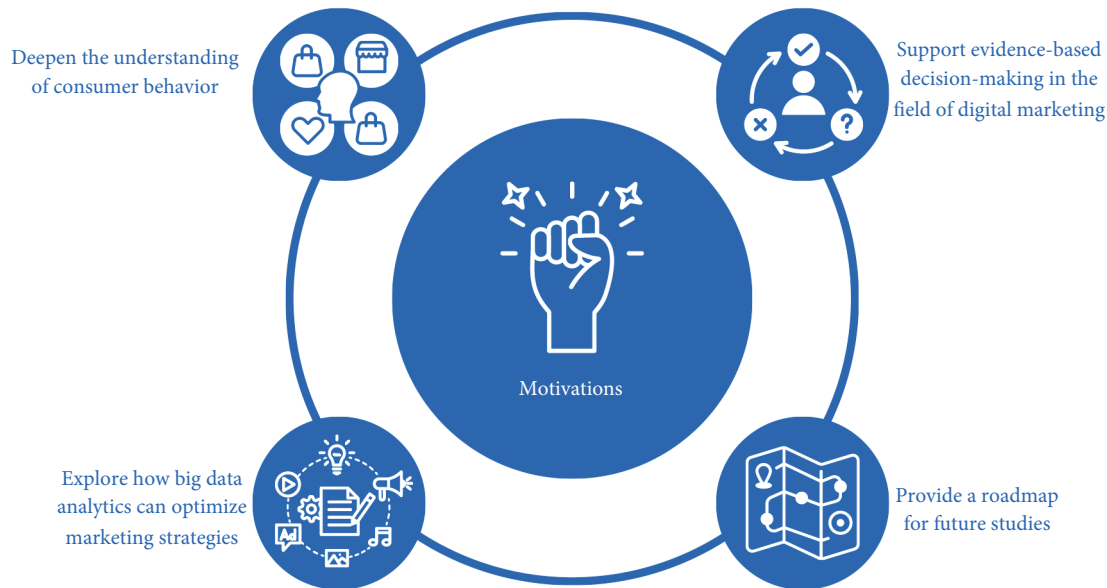 Deepen the understanding
of consumer behavior
Support evidence-based
decision-making in the
field of digital marketing
Motivations
Explore how big data
analytics can optimize
marketing strategies
Ad
Provide a roadmap
for future studies